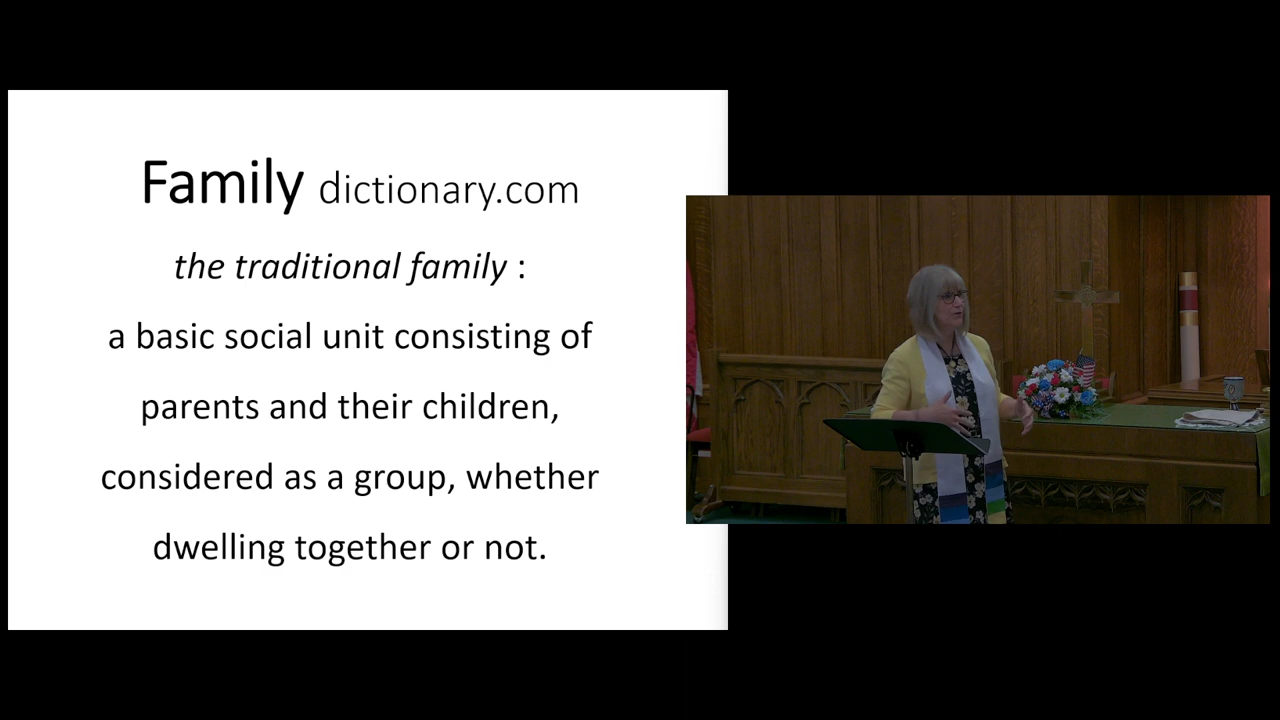 Family dictionary.com
the traditional family :
a basic social unit consisting of
parents and their children,
considered as a group, whether
dwelling together or not.